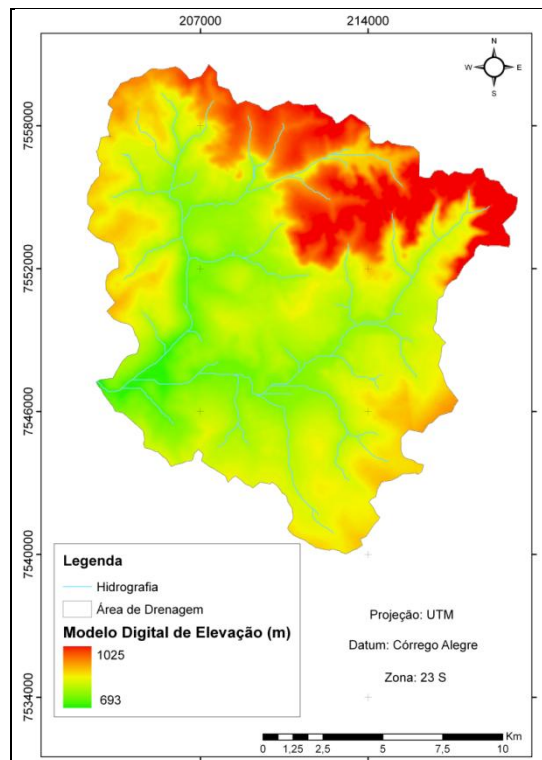 207000 214000
N
W E
S
7558000
7552000
7546000
7540000
7534000
Legenda
Hidrografia
Área de Drenagem
Modelo Digital de Elevação (m)
1025
693
Projeção: UTM
Datum: Córrego Alegre
Zona: 23 S
Km
0 1,25 2,5 5 7,5 10